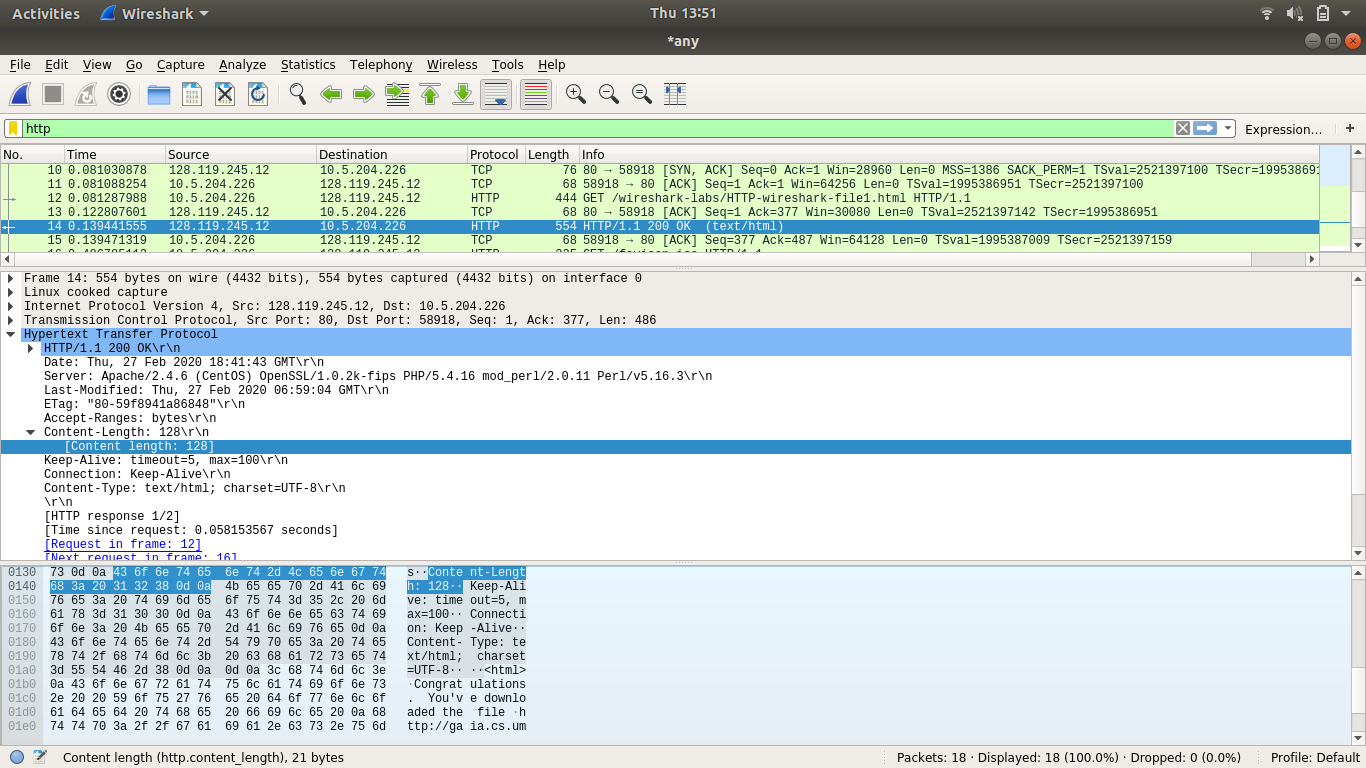 Activities Wireshark Thu 13:51
*any
File Edit View Go Capture Analyze Statistics Telephony Wireless Tools Help
http Expression… +
No. Time Source Destination Protocol Length Info
10 0.081030878 128.119.245.12 10.5.204.226 TCP 76 80 → 58918 [SYN, ACK] Seq=0 Ack=1 Win=28960 Len=0 MSS=1386 SACK_PERM=1 TSval=2521397100 TSecr=199538691
11 0.081088254 10.5.204.226 128.119.245.12 TCP 68 58918 → 80 [ACK] Seq=1 Ack=1 Win=64256 Len=0 TSval=1995386951 TSecr=2521397100
12 0.081287988 10.5.204.226 128.119.245.12 HTTP 444 GET /wireshark-labs/HTTP-wireshark-file1.html HTTP/1.1
13 0.122807601 128.119.245.12 10.5.204.226 TCP 68 80 → 58918 [ACK] Seq=1 Ack=377 Win=30080 Len=0 TSval=2521397142 TSecr=1995386951
14 0.139441555 128.119.245.12 10.5.204.226 HTTP 554 HTTP/1.1 200 OK (text/html)
15 0.139471319 10.5.204.226 128.119.245.12 TCP 68 58918 → 80 [ACK] Seq=377 Ack=487 Win=64128 Len=0 TSval=1995387009 TSecr=2521397159
Frame 14: 554 bytes on wire (4432 bits), 554 bytes captured (4432 bits) on interface 0
Linux cooked capture
Internet Protocol Version 4, Src: 128.119.245.12, Dst: 10.5.204.226
Transmission Control Protocol, Src Port: 80, Dst Port: 58918, Seq: 1, Ack: 377, Len: 486
Hypertext Transfer Protocol
HTTP/1.1 200 OK\r\n
Date: Thu, 27 Feb 2020 18:41:43 GMT\r\n
Server: Apache/2.4.6 (CentOS) OpenSSL/1.0.2k-fips PHP/5.4.16 mod_perl/2.0.11 Perl/v5.16.3\r\n
Last-Modified: Thu, 27 Feb 2020 06:59:04 GMT\r\n
ETag: "80-59f8941a86848"\r\n
Accept-Ranges: bytes\r\n
Content-Length: 128\r\n
[Content length: 128]
Keep-Alive: timeout=5, max=100\r\n
Connection: Keep-Alive\r\n
Content-Type: text/html; charset=UTF-8\r\n
\r\n
[HTTP response 1/2]
[Time since request: 0.058153567 seconds]
[Request in frame: 12]
[Next request in frame: 16]
0130 73 0d 0a 43 6f 6e 74 65 6e 74 2d 4c 65 6e 67 74 s··Conte nt-Lengt
0140 68 3a 20 31 32 38 0d 0a 4b 65 65 70 2d 41 6c 69 h: 128·· Keep-Ali
0150 76 65 3a 20 74 69 6d 65 6f 75 74 3d 35 2c 20 6d ve: time out=5, m
0160 61 78 3d 31 30 30 0d 0a 43 6f 6e 6e 65 63 74 69 ax=100·· Connecti
0170 6f 6e 3a 20 4b 65 65 70 2d 41 6c 69 76 65 0d 0a on: Keep -Alive··
0180 43 6f 6e 74 65 6e 74 2d 54 79 70 65 3a 20 74 65 Content- Type: te
0190 78 74 2f 68 74 6d 6c 3b 20 63 68 61 72 73 65 74 xt/html; charset
01a0 3d 55 54 46 2d 38 0d 0a 0d 0a 3c 68 74 6d 6c 3e =UTF-8·· ··<html>
01b0 0a 43 6f 6e 67 72 61 74 75 6c 61 74 69 6f 6e 73 ·Congrat ulations
01c0 2e 20 20 59 6f 75 27 76 65 20 64 6f 77 6e 6c 6f . You'v e downlo
01d0 61 64 65 64 20 74 68 65 20 66 69 6c 65 20 0a 68 aded the file ·h
01e0 74 74 70 3a 2f 2f 67 61 69 61 2e 63 73 2e 75 6d ttp://ga ia.cs.um
Content length (http.content_length), 21 bytes Packets: 18 · Displayed: 18 (100.0%) · Dropped: 0 (0.0%) Profile: Default